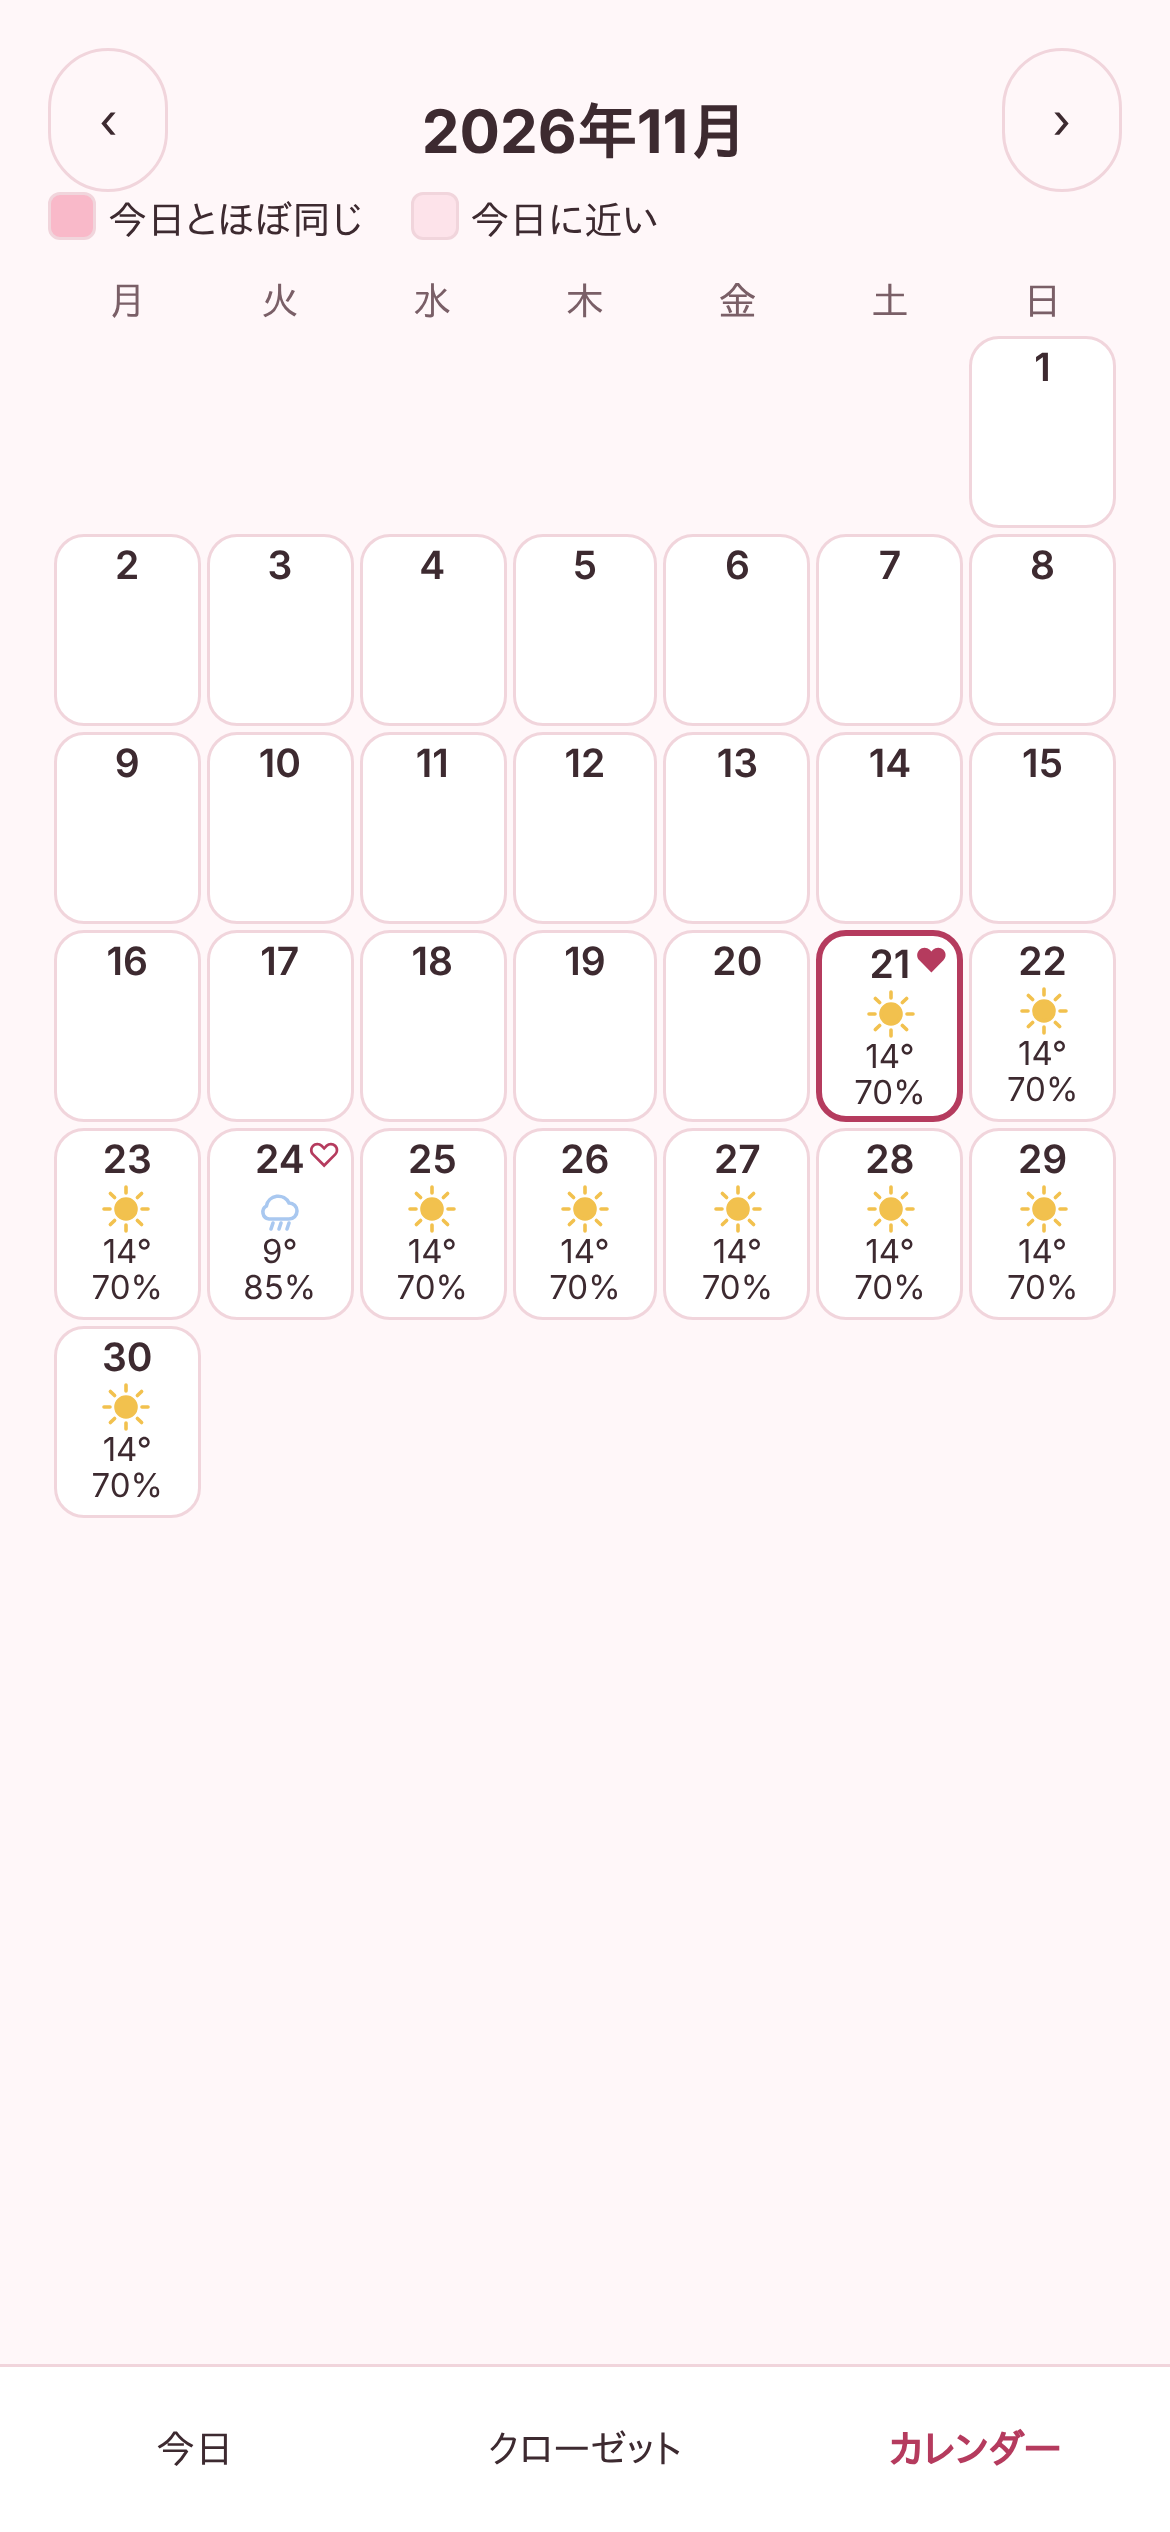 ‹ 2026年11月 ›
今日とほぼ同じ 今日に近い
月 火 水 木 金 土 日
1
2 3 4 5 6 7 8
9 10 11 12 13 14 15
16 17 18 19 20 21 22
14° 14°
70% 70%
23 24 25 26 27 28 29
14° 9° 14° 14° 14° 14° 14°
70% 85% 70% 70% 70% 70% 70%
30
14°
70%
今日 クローゼット カレンダー